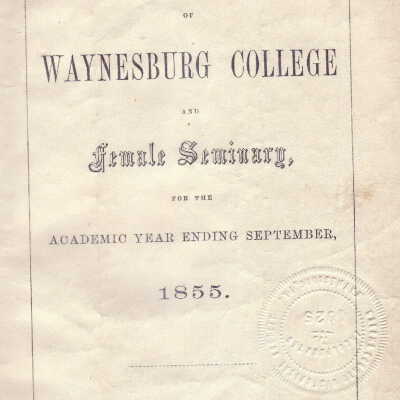 OF
WAYNESBURG COLLEGE
AND
Female Seminary,
FOR THE
ACADEMIC YEAR ENDING SEPTEMBER,
1855.